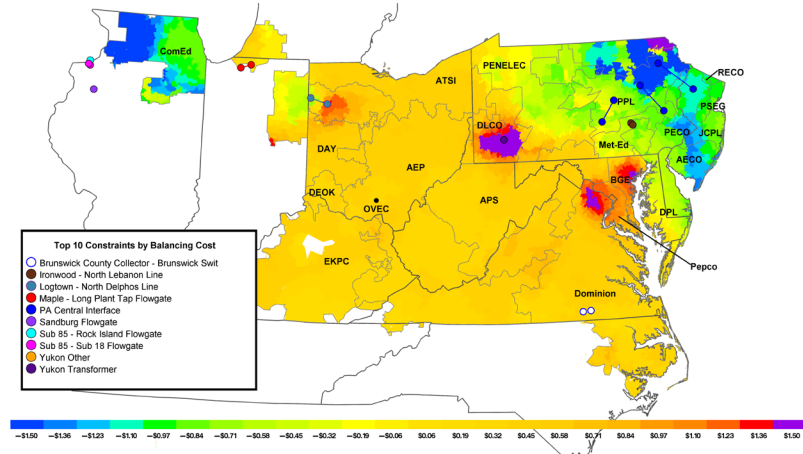 ComEd
ATSI
PENELEC
RECO
PPL
PSEG
DLCO
PECO
JCPL
Met-Ed
DAY
AECO
AEP
BGE
DEOK
APS
OVEC
DPL
EKPC
Pepco
Dominion
Top 10 Constraints by Balancing Cost
Brunswick County Collector - Brunswick Swit
Ironwood - North Lebanon Line
Logtown - North Delphos Line
Maple - Long Plant Tap Flowgate
PA Central Interface
Sandburg Flowgate
Sub 85 - Rock Island Flowgate
Sub 85 - Sub 18 Flowgate
Yukon Other
Yukon Transformer
—$1.50 —$1.36 —$1.23 —$1.10 —$0.97 —$0.84 —$0.71 —$0.58 —$0.45 —$0.32 —$0.19 —$0.06 $0.06 $0.19 $0.32 $0.45 $0.58 $0.71 $0.84 $0.97 $1.10 $1.23 $1.36 $1.50